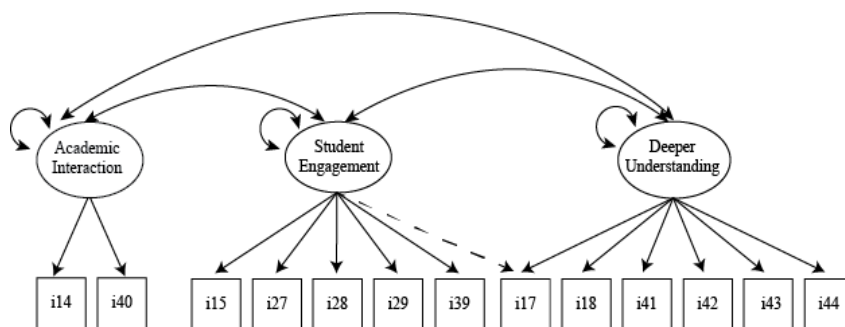 Academic
Interaction
Student
Engagement
Deeper
Understanding
i14
i40
i15
i27
i28
i29
i39
i17
i18
i41
i42
i43
i44